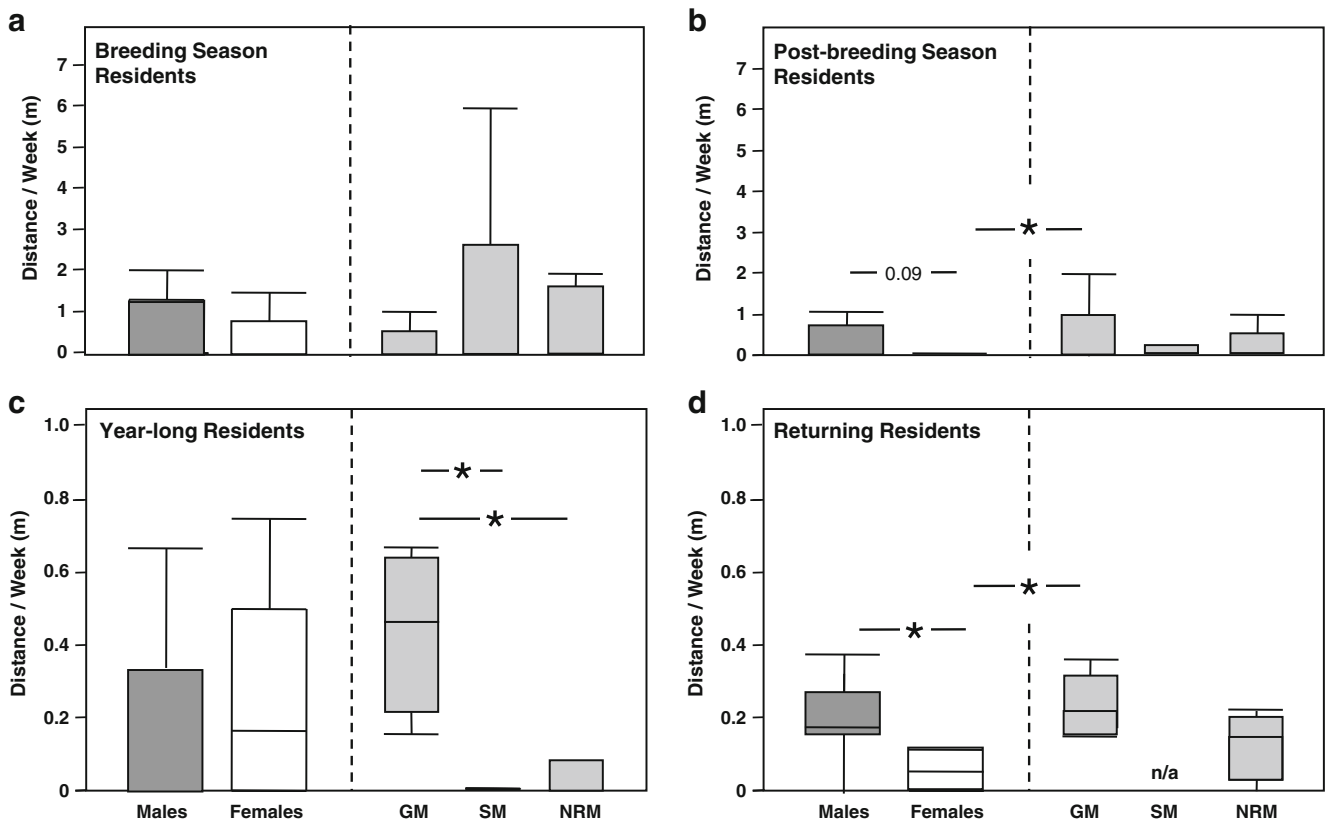 a
Breeding Season
Residents
Distance / Week (m)
7
6
5
4
3
2
1
0
b
Post-breeding Season
Residents
Distance / Week (m)
7
6
5
4
3
2
1
0
*
0.09
c
Year-long Residents
Distance / Week (m)
1.0
0.8
0.6
0.4
0.2
0
*
*
Males
Females
GM
SM
NRM
d
Returning Residents
Distance / Week (m)
1.0
0.8
0.6
0.4
0.2
0
*
*
n/a
Males
Females
GM
SM
NRM